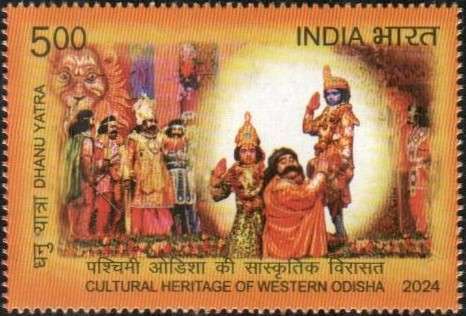 5.00
INDIA भारत
धनु यात्रा DHANU YATRA
पश्चिमी ओडिशा की सांस्कृतिक विरासत
CULTURAL HERITAGE OF WESTERN ODISHA 2024